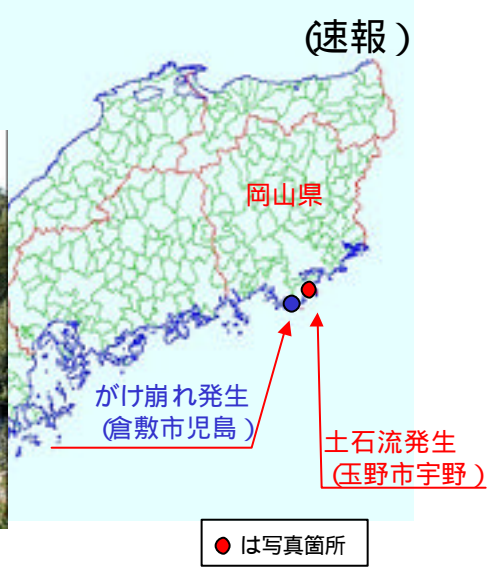 (速報）
岡山県
がけ崩れ発生
(倉敷市児島）
土石流発生
(玉野市宇野）
は写真箇所